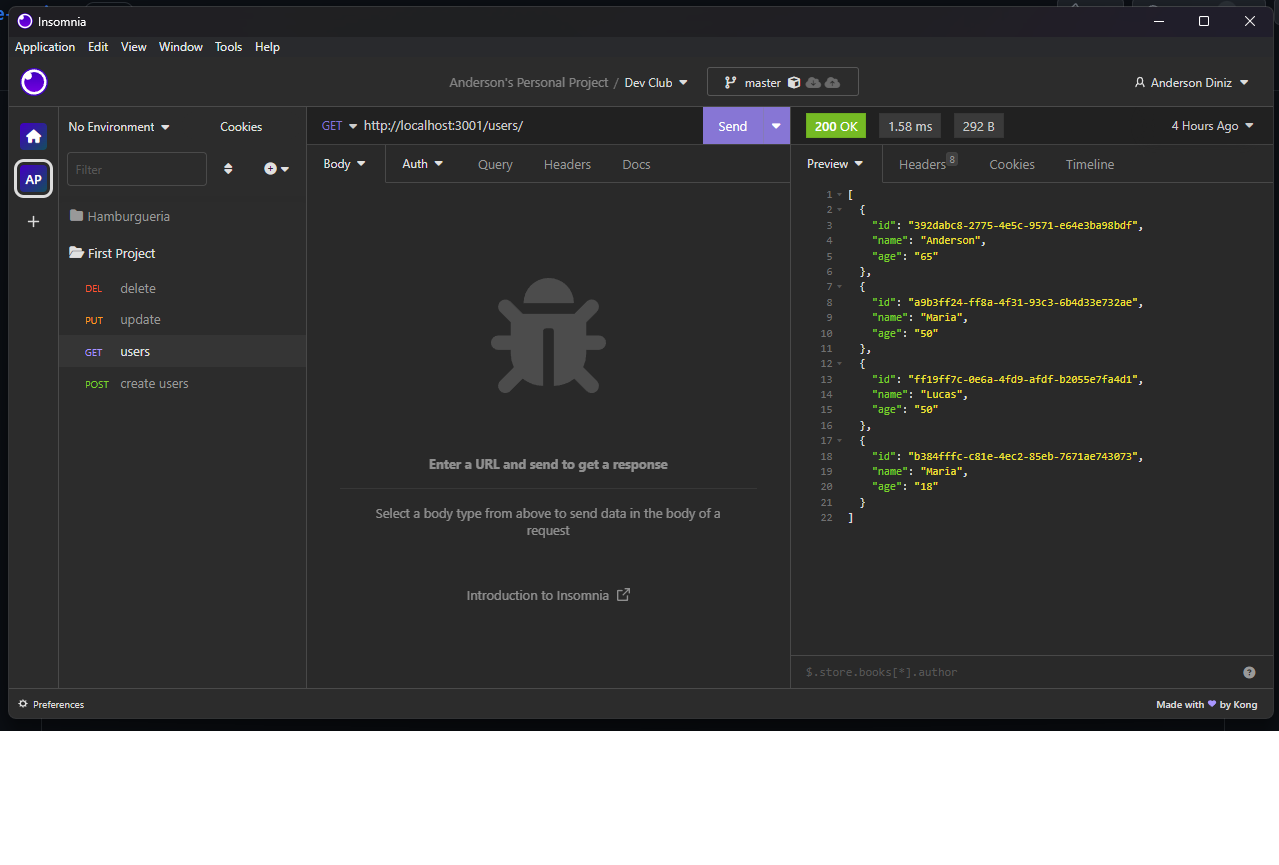 Insomnia
Application Edit View Window Tools Help
Anderson's Personal Project / Dev Club master Anderson Diniz
No Environment Cookies
GET http://localhost:3001/users/ Send
200 OK 1.58 ms 292 B 4 Hours Ago
Filter
AP
Hamburgueria
First Project
DEL delete
PUT update
GET users
POST create users
Body Auth Query Headers Docs
Enter a URL and send to get a response
Select a body type from above to send data in the body of a
request
Introduction to Insomnia
Preview Headers 8 Cookies Timeline
1 [
2 {
3 "id": "392dabc8-2775-4e5c-9571-e64e3ba98bdf",
4 "name": "Anderson",
5 "age": "65"
6 },
7 {
8 "id": "a9b3ff24-ff8a-4f31-93c3-6b4d33e732ae",
9 "name": "Maria",
10 "age": "50"
11 },
12 {
13 "id": "ff19ff7c-0e6a-4fd9-afdf-b2055e7fa4d1",
14 "name": "Lucas",
15 "age": "50"
16 },
17 {
18 "id": "b384fffc-c81e-4ec2-85eb-7671ae743073",
19 "name": "Maria",
20 "age": "18"
21 }
22 ]
$.store.books[*].author
Preferences
Made with ♥ by Kong